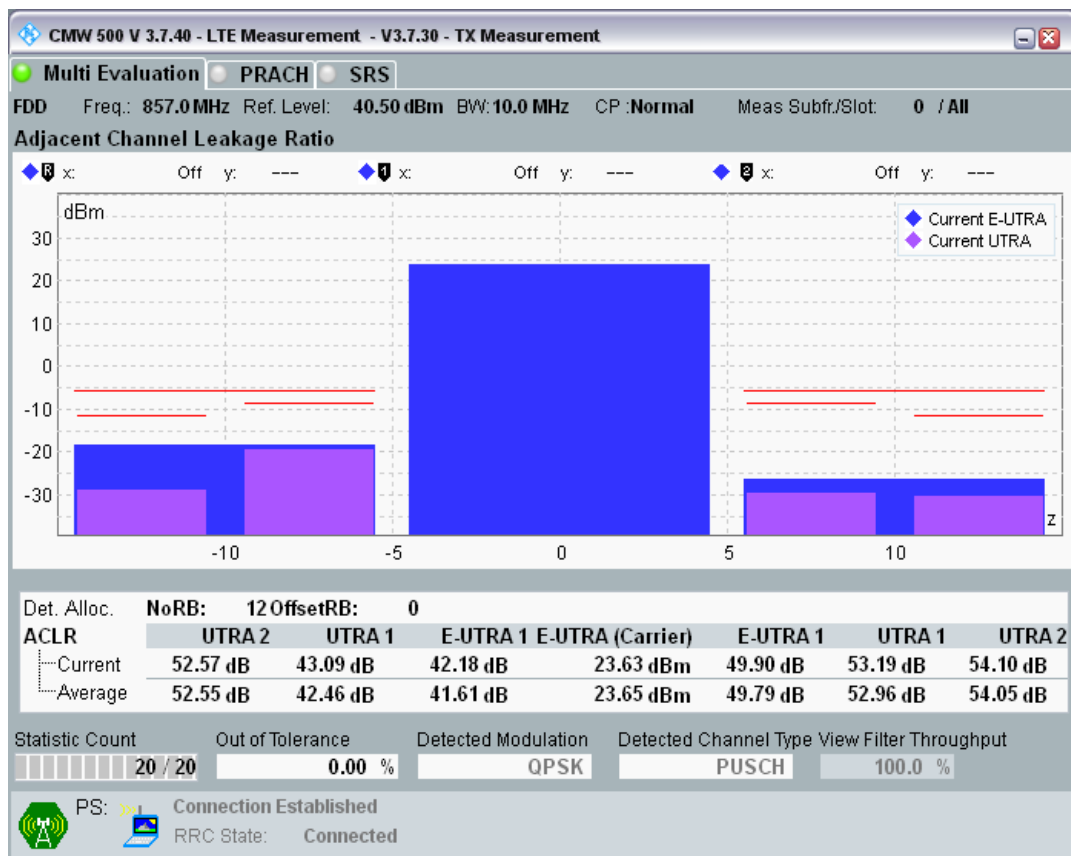 CMW 500 V 3.7.40 - LTE Measurement - V3.7.30 - TX Measurement
Multi Evaluation PRACH SRS
FDD Freq.: 857.0 MHz Ref. Level: 40.50 dBm BW: 10.0 MHz CP :Normal Meas Subfr./Slot: 0 / All
Adjacent Channel Leakage Ratio
R x: Off y: --- 1 x: Off y: --- 2 x: Off y: ---
dBm
Current E-UTRA
Current UTRA
30
20
10
0
-10
-20
-30
z
-10 -5 0 5 10
Det. Alloc. NoRB: 12 OffsetRB: 0
ACLR UTRA 2 UTRA 1 E-UTRA 1 E-UTRA (Carrier) E-UTRA 1 UTRA 1 UTRA 2
Current 52.57 dB 43.09 dB 42.18 dB 23.63 dBm 49.90 dB 53.19 dB 54.10 dB
Average 52.55 dB 42.46 dB 41.61 dB 23.65 dBm 49.79 dB 52.96 dB 54.05 dB
Statistic Count Out of Tolerance Detected Modulation Detected Channel Type View Filter Throughput
20 / 20 0.00 % QPSK PUSCH 100.0 %
PS: Connection Established
RRC State: Connected